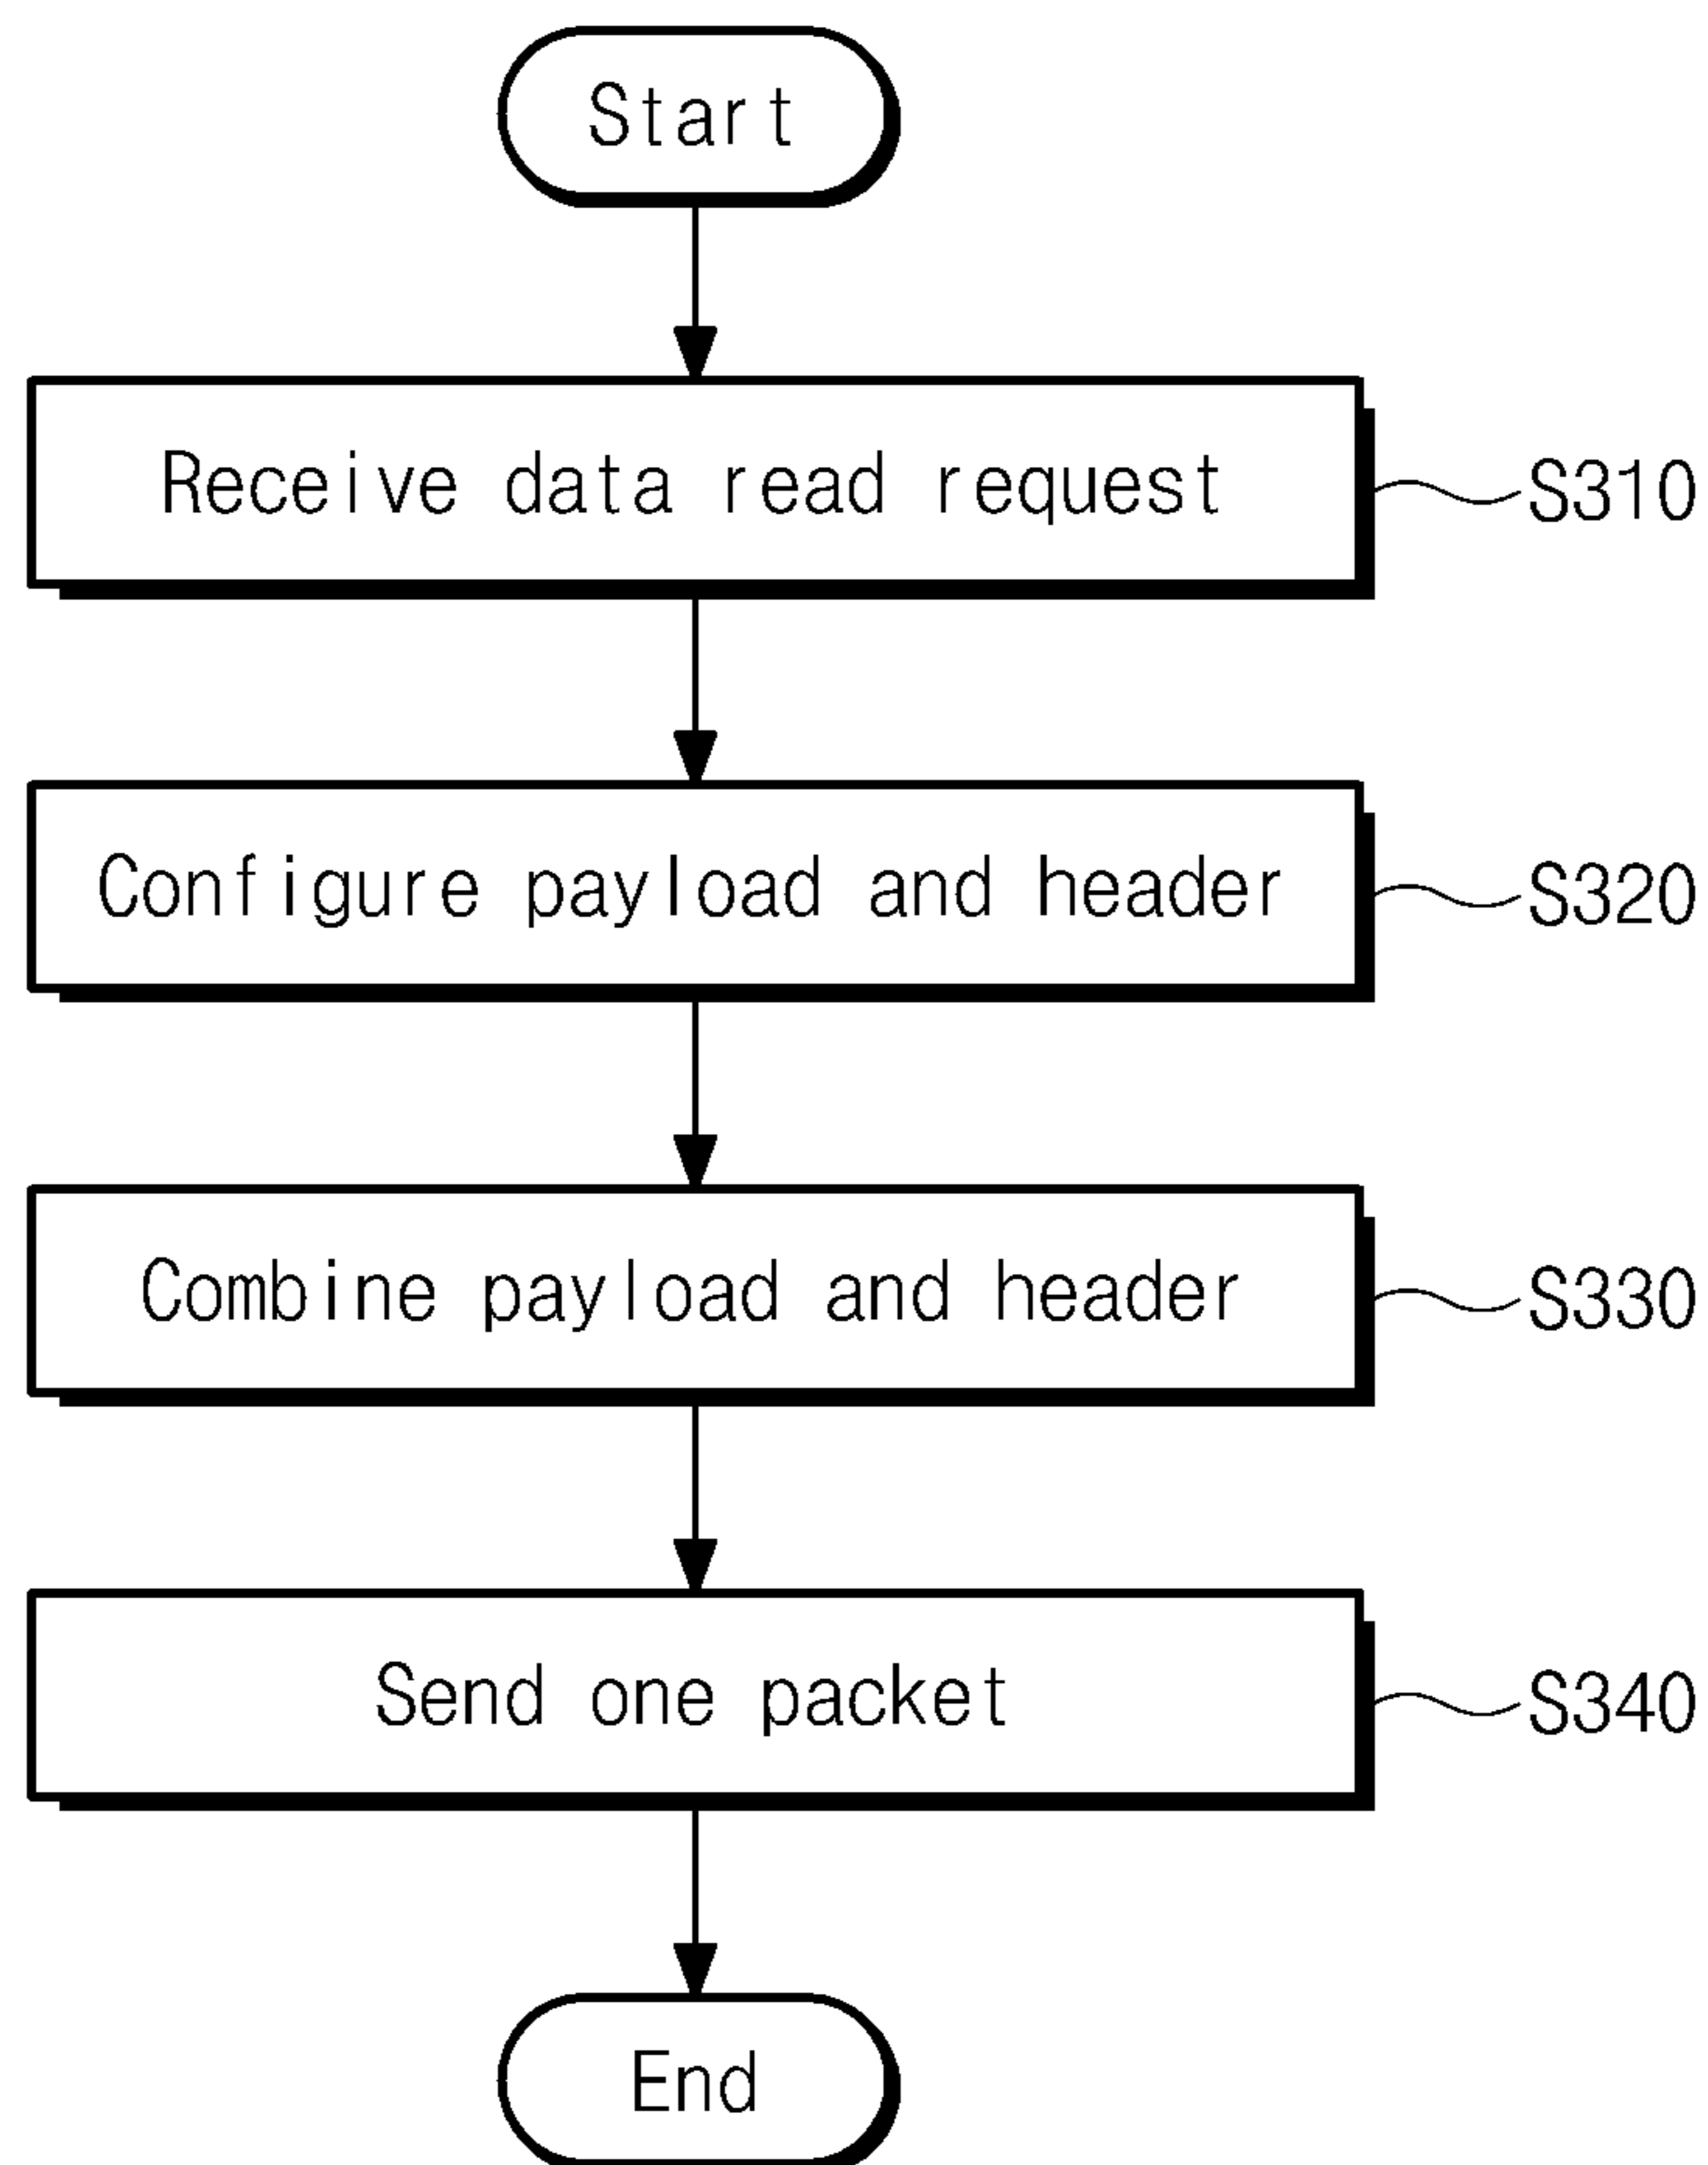 Start
Receive data read request
S310
Configure payload and header
S320
Combine payload and header
S330
Send one packet
S340
End